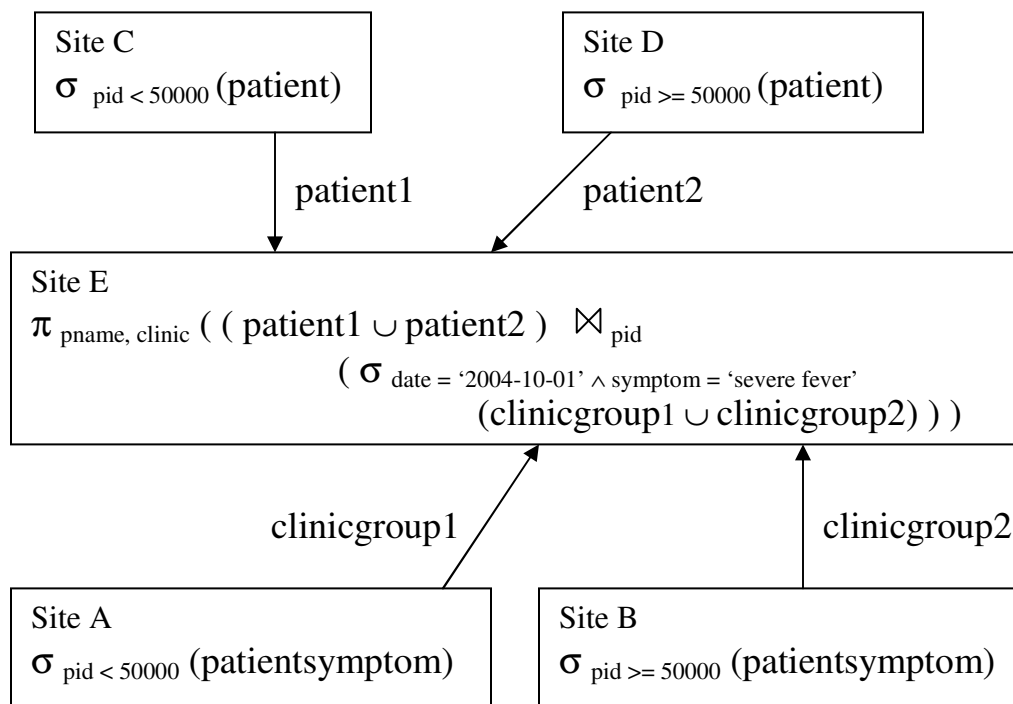 Site C
σ pid < 50000 (patient)
Site D
σ pid >= 50000 (patient)
patient1
patient2
Site E
π pname, clinic ( ( patient1 ∪ patient2 ) ⋈ pid
( σ date = ‘2004-10-01’ ∧ symptom = ‘severe fever’
(clinicgroup1 ∪ clinicgroup2) ) )
clinicgroup1
clinicgroup2
Site A
σ pid < 50000 (patientsymptom)
Site B
σ pid >= 50000 (patientsymptom)